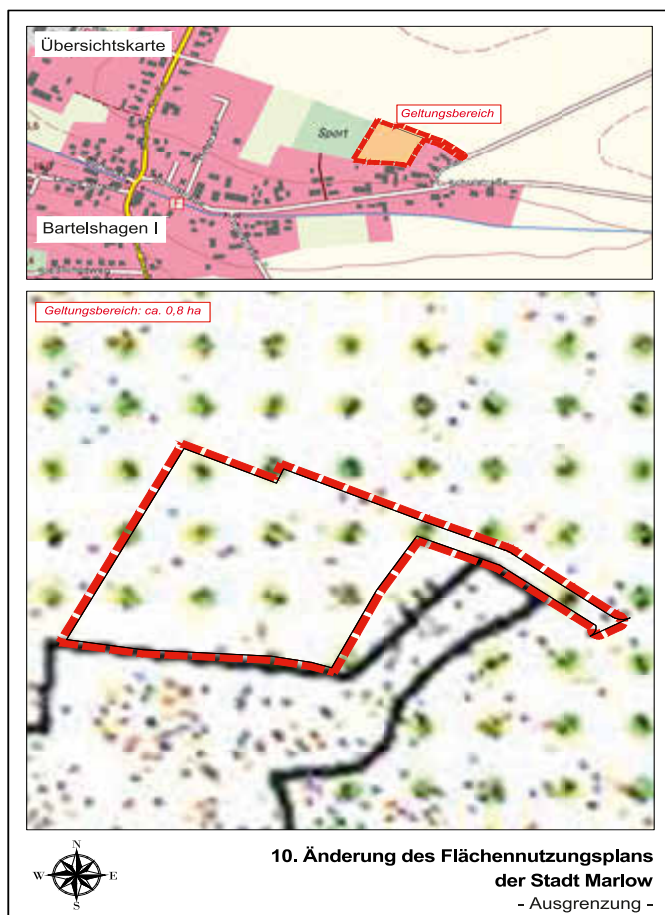 Übersichtskarte
Geltungsbereich
Sport
Bartelshagen I
Geltungsbereich: ca. 0,8 ha
N
W E
S
10. Änderung des Flächennutzungsplans
der Stadt Marlow
- Ausgrenzung -